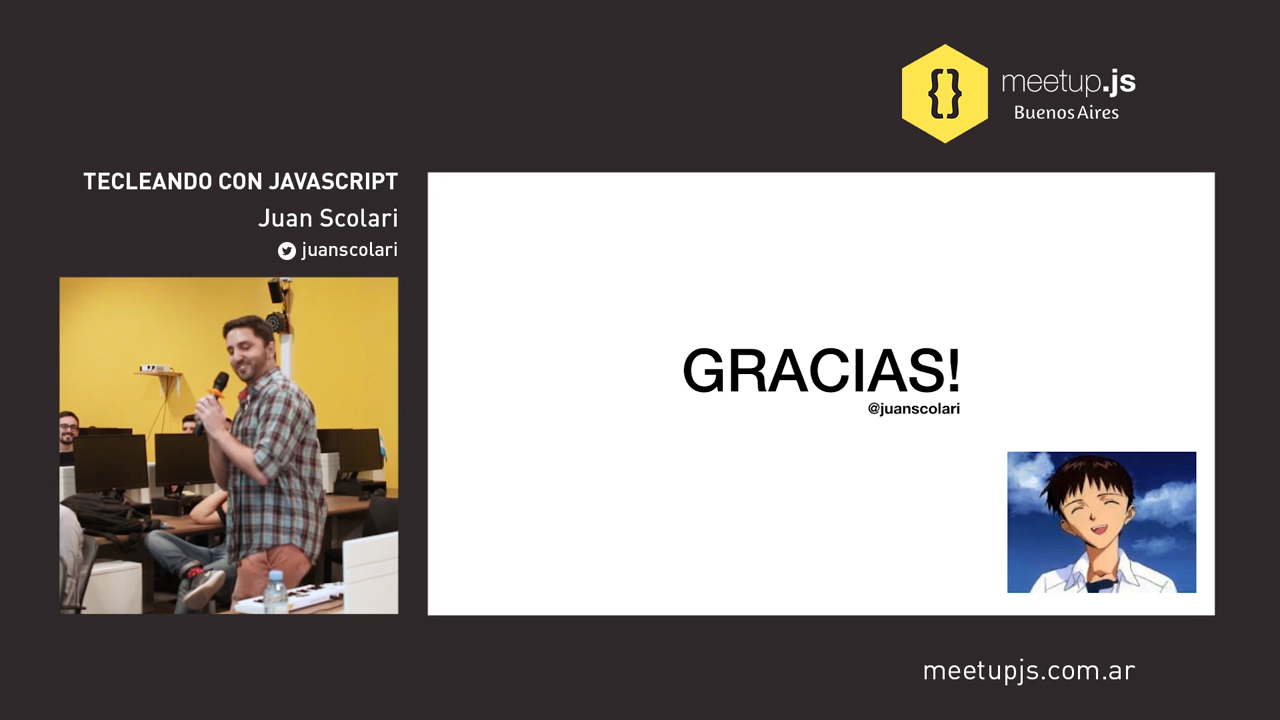 {} meetup.js
Buenos Aires
TECLEANDO CON JAVASCRIPT
Juan Scolari
juanscolari
GRACIAS!
@juanscolari
meetupjs.com.ar